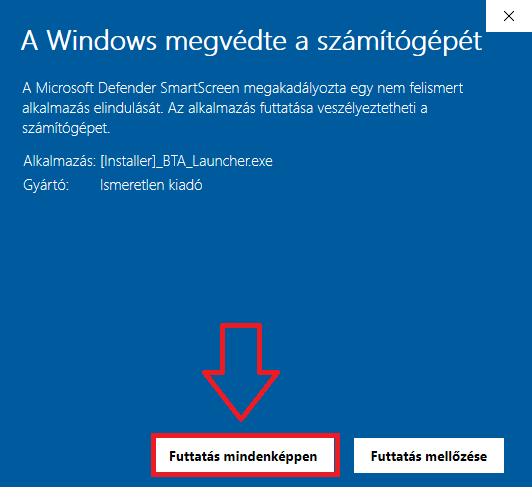 A Windows megvédte a számítógépét
A Microsoft Defender SmartScreen megakadályozta egy nem felismert
alkalmazás elindulását. Az alkalmazás futtatása veszélyeztetheti a
számítógépet.
Alkalmazás: [Installer]_BTA_Launcher.exe
Gyártó: Ismeretlen kiadó
Futtatás mindenképpen
Futtatás mellőzése